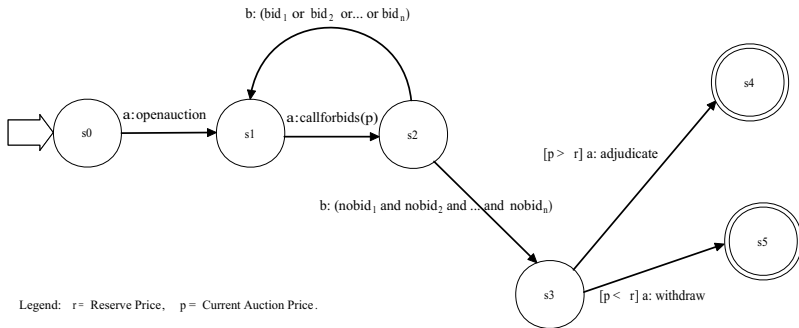 b: (bid1 or bid2 or... or bidn)
s4
a:openauction
a:callforbids(p)
s0
s1
s2
[p > r] a: adjudicate
b: (nobid1 and nobid2 and ... and nobidn)
s5
s3
[p < r] a: withdraw
Legend: r = Reserve Price, p = Current Auction Price.